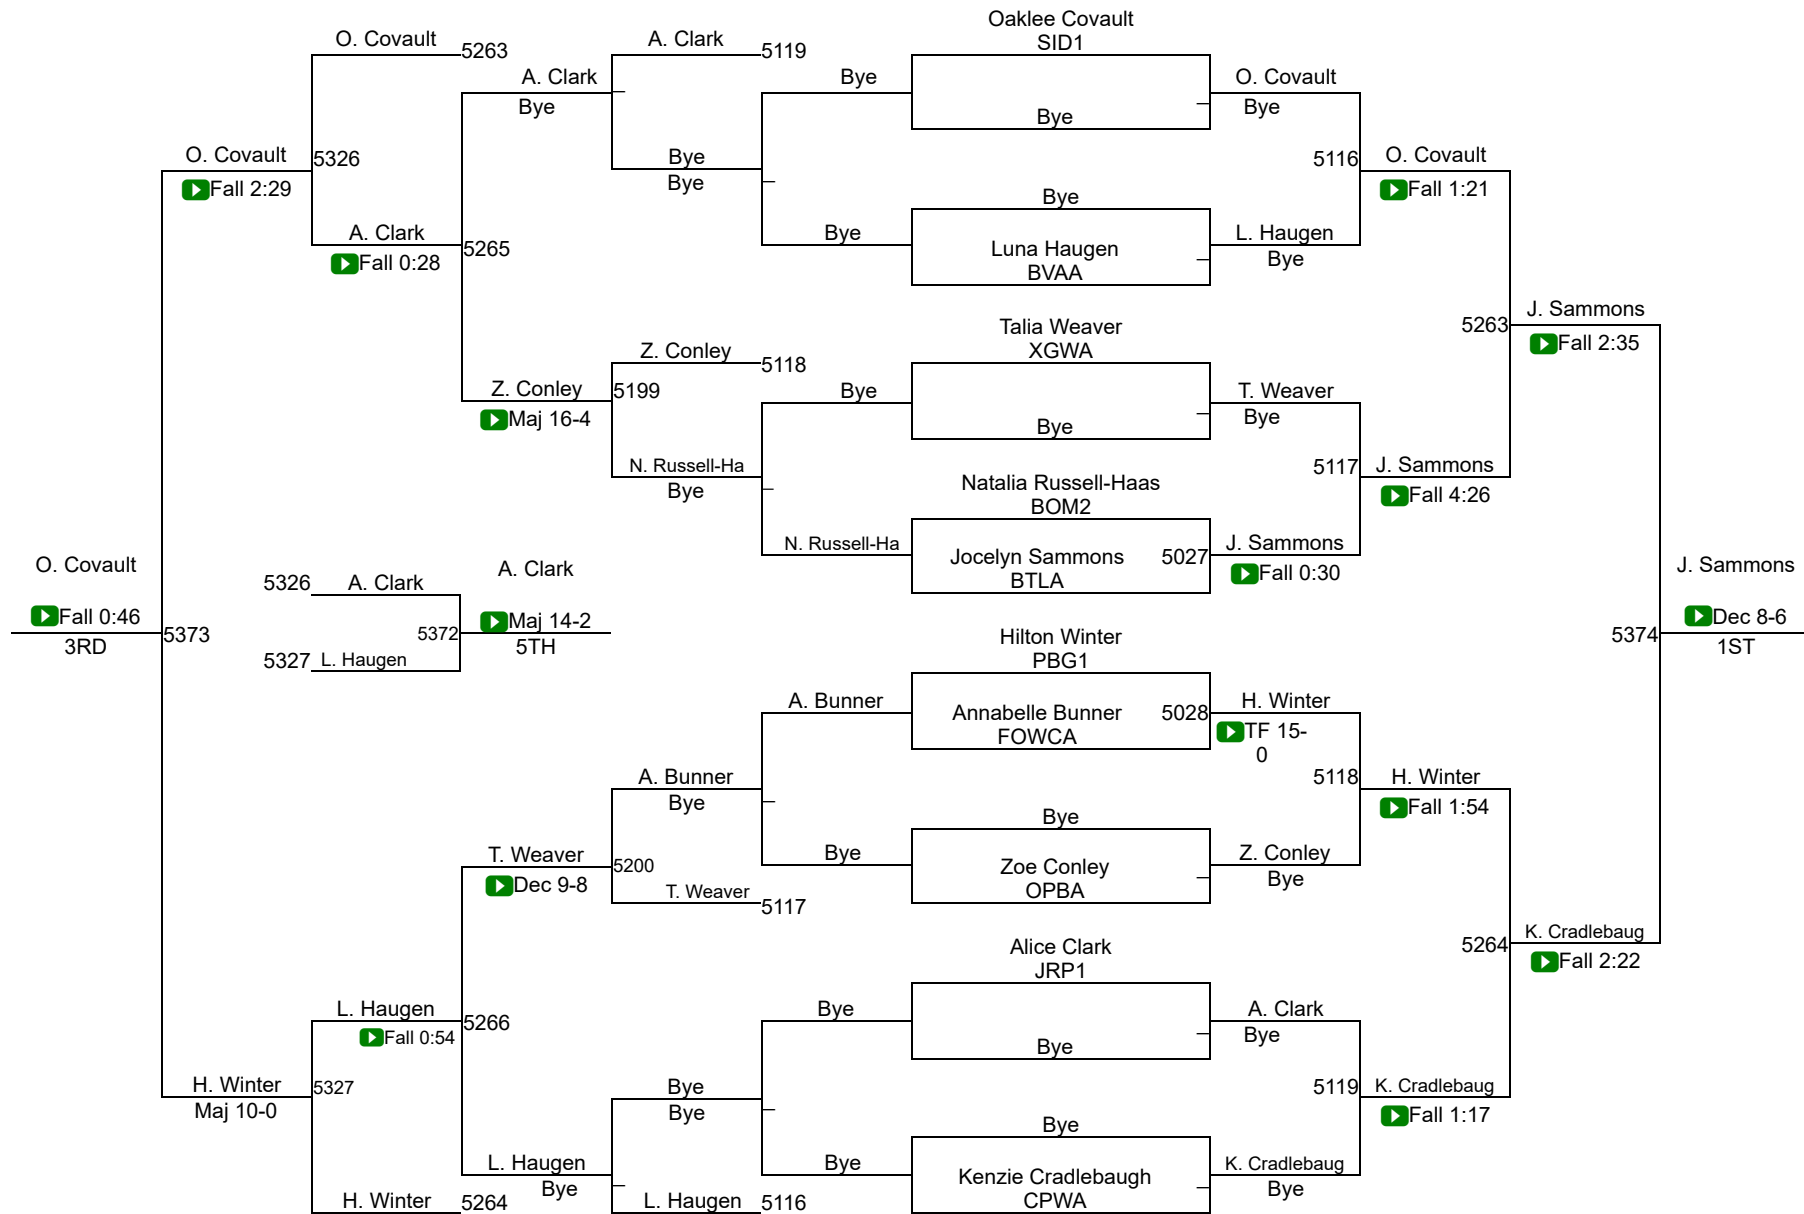 Oaklee Covault
SID1
O. Covault
5263
A. Clark
5119
A. Clark
Bye
Bye
Bye
O. Covault
Bye
O. Covault
5326
Fall 2:29
Bye
Bye
5116
O. Covault
Fall 1:21
A. Clark
5265
Fall 0:28
Bye
Bye
Luna Haugen
BVAA
L. Haugen
Bye
Talia Weaver
XGWA
5263
J. Sammons
Fall 2:35
Z. Conley
5118
Z. Conley
5199
Maj 16-4
Bye
Bye
T. Weaver
Bye
N. Russell-Ha
Bye
Natalia Russell-Haas
BOM2
5117
J. Sammons
Fall 4:26
N. Russell-Ha
Jocelyn Sammons
5027
BTLA
J. Sammons
Fall 0:30
O. Covault
Fall 0:46
3RD
5373
5326
A. Clark
5327
L. Haugen
5372
A. Clark
Maj 14-2
5TH
5374
J. Sammons
Dec 8-6
1ST
Hilton Winter
PBG1
A. Bunner
Annabelle Bunner
5028
FOWCA
H. Winter
TF 15-
0
A. Bunner
Bye
5118
H. Winter
Fall 1:54
T. Weaver
5200
Dec 9-8
T. Weaver
5117
Bye
Bye
Zoe Conley
OPBA
Z. Conley
Bye
Alice Clark
JRP1
5264
K. Cradlebaug
Fall 2:22
L. Haugen
5266
Fall 0:54
Bye
Bye
A. Clark
Bye
H. Winter
5327
Maj 10-0
Bye
Bye
5119
K. Cradlebaug
Fall 1:17
L. Haugen
Bye
Bye
Bye
Kenzie Cradlebaugh
CPWA
K. Cradlebaug
Bye
H. Winter
5264
L. Haugen
5116